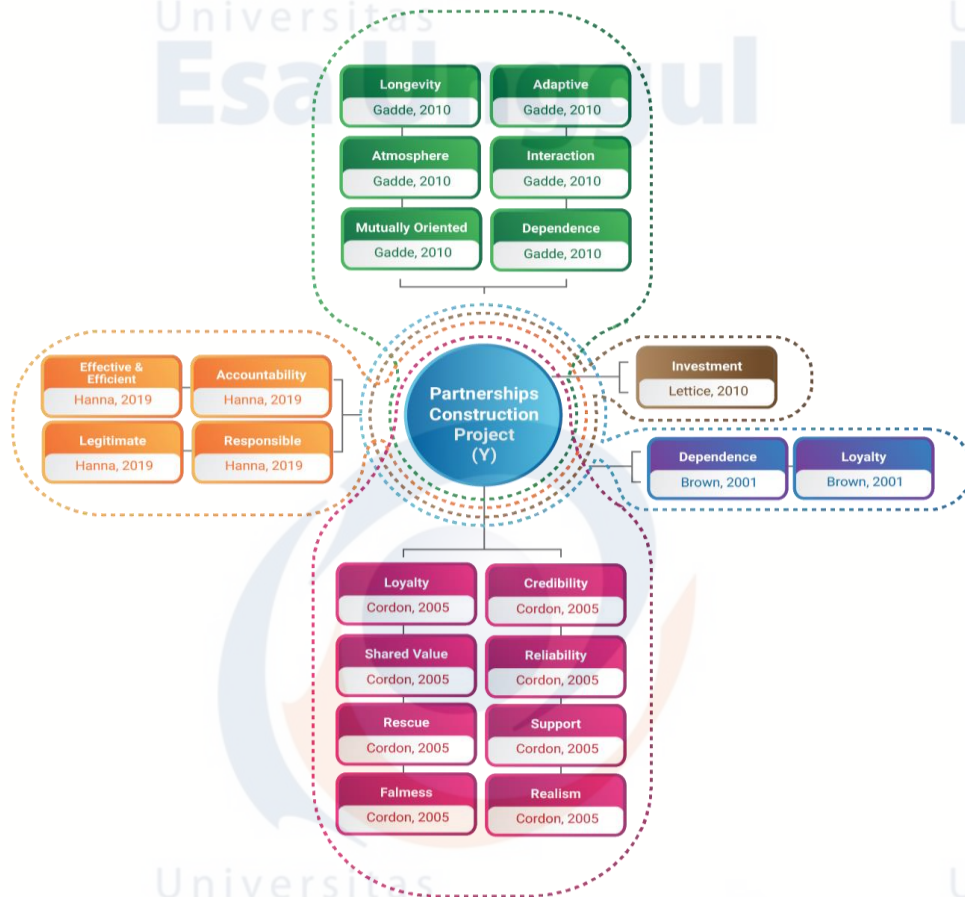 Universitas
Esa Unggul
Longevity
Gadde, 2010
Adaptive
Gadde, 2010
Atmosphere
Gadde, 2010
Interaction
Gadde, 2010
Mutually Oriented
Gadde, 2010
Dependence
Gadde, 2010
Effective &
Efficient
Hanna, 2019
Accountability
Hanna, 2019
Legitimate
Hanna, 2019
Responsible
Hanna, 2019
Partnerships
Construction
Project
(Y)
Investment
Lettice, 2010
Dependence
Brown, 2001
Loyalty
Brown, 2001
Loyalty
Cordon, 2005
Credibility
Cordon, 2005
Shared Value
Cordon, 2005
Reliability
Cordon, 2005
Rescue
Cordon, 2005
Support
Cordon, 2005
Falmess
Cordon, 2005
Realism
Cordon, 2005
Universitas